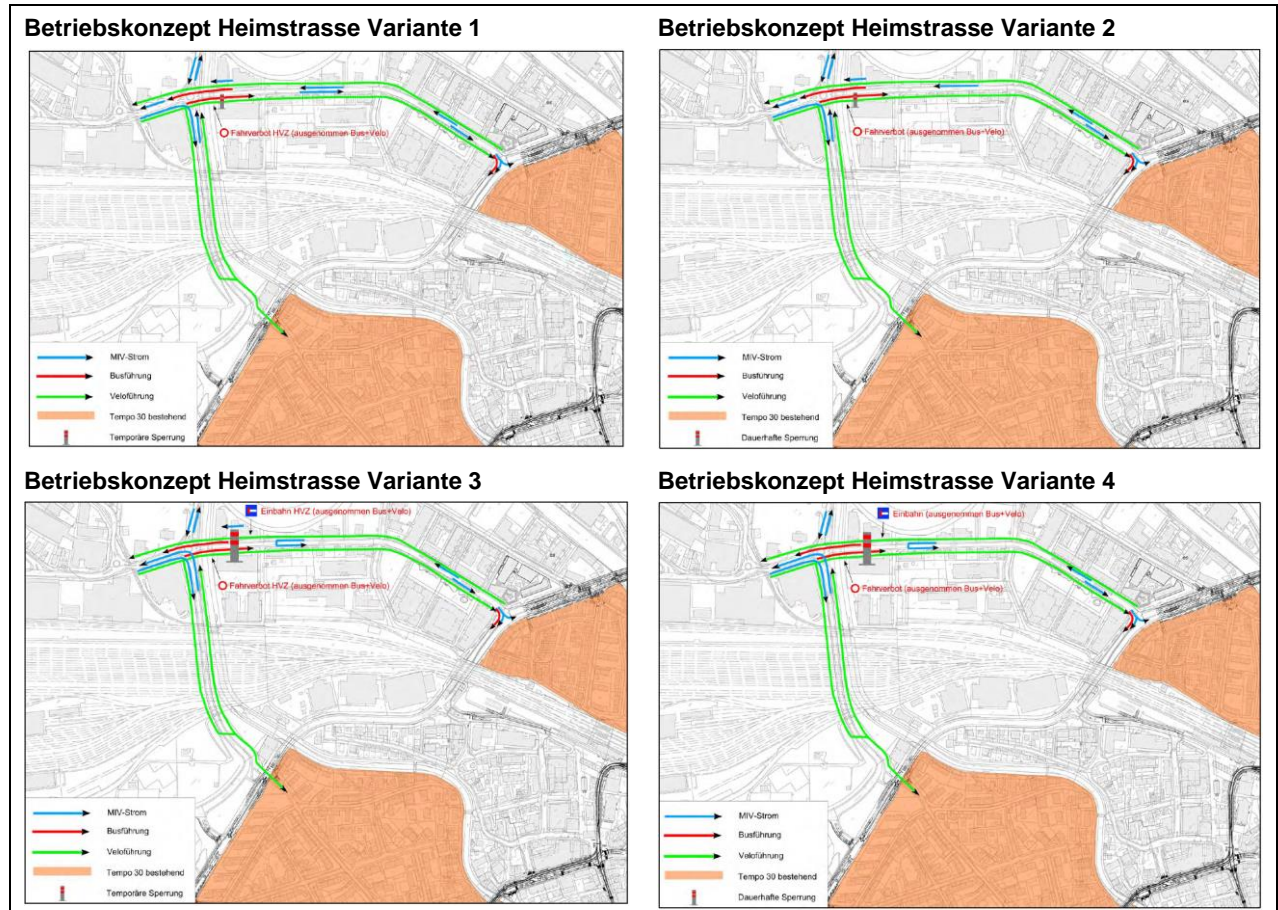 Betriebskonzept Heimstrasse Variante 1
Fahrverbot HVZ (ausgenommen Bus+Velo)
MIV-Strom
Busführung
Veloführung
Tempo 30 bestehend
Temporäre Sperrung
Betriebskonzept Heimstrasse Variante 2
Fahrverbot (ausgenommen Bus+Velo)
MIV-Strom
Busführung
Veloführung
Tempo 30 bestehend
Dauerhafte Sperrung
Betriebskonzept Heimstrasse Variante 3
Einbahn HVZ (ausgenommen Bus+Velo)
Fahrverbot HVZ (ausgenommen Bus+Velo)
MIV-Strom
Busführung
Veloführung
Tempo 30 bestehend
Temporäre Sperrung
Betriebskonzept Heimstrasse Variante 4
Einbahn (ausgenommen Bus+Velo)
Fahrverbot (ausgenommen Bus+Velo)
MIV-Strom
Busführung
Veloführung
Tempo 30 bestehend
Dauerhafte Sperrung